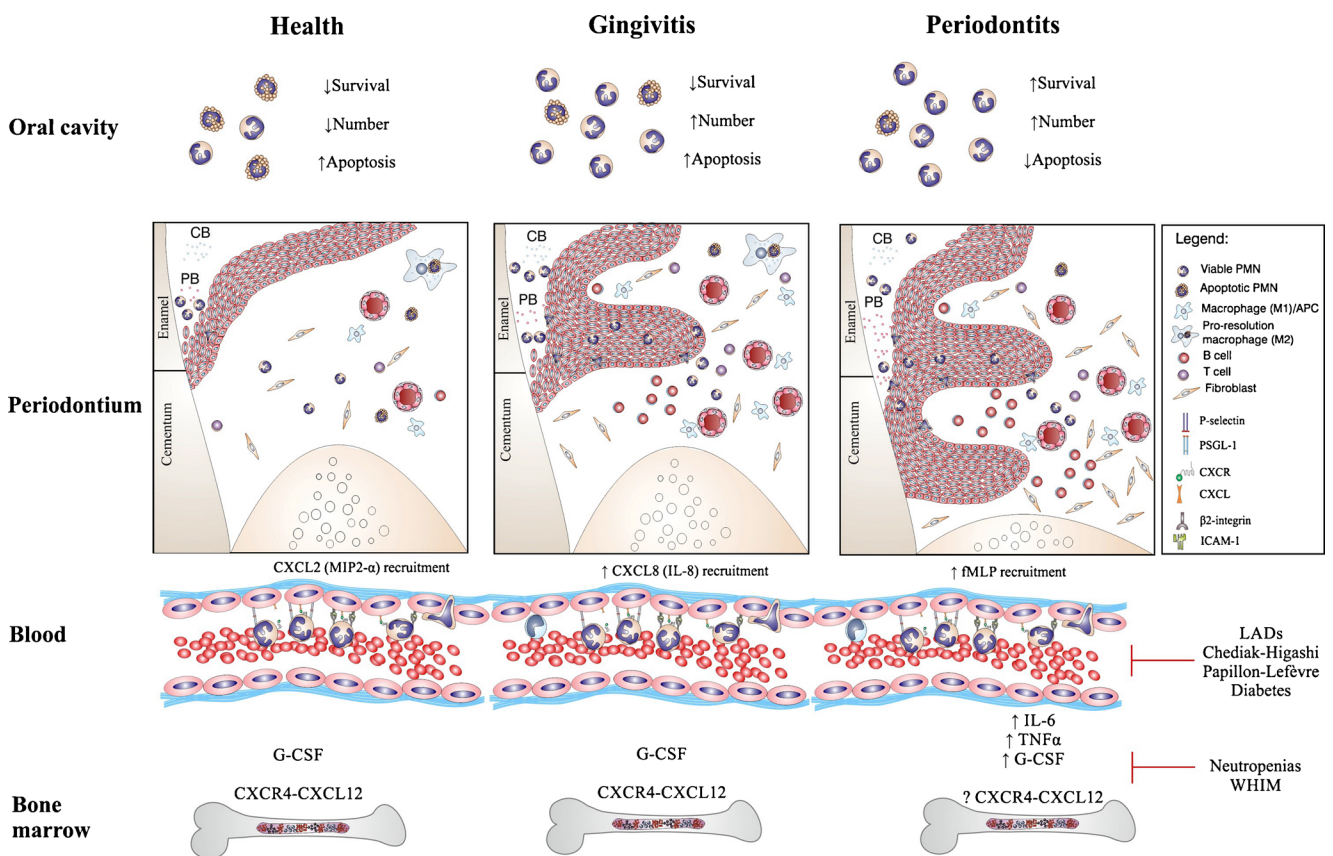 Health
Gingivitis
Periodontits
Oral cavity
↓Survival
↓Number
↑Apoptosis
↓Survival
↑Number
↑Apoptosis
↑Survival
↑Number
↓Apoptosis
Periodontium
CB
PB
Enamel
Cementum
CB
PB
Enamel
Cementum
CB
PB
Enamel
Cementum
Legend:
Viable PMN
Apoptotic PMN
Macrophage (M1)/APC
Pro-resolution
macrophage (M2)
B cell
T cell
Fibroblast
P-selectin
PSGL-1
CXCR
CXCL
β2-integrin
ICAM-1
CXCL2 (MIP2-α) recruitment
↑ CXCL8 (IL-8) recruitment
↑ fMLP recruitment
Blood
LADs
Chediak-Higashi
Papillon-Lefèvre
Diabetes
G-CSF
G-CSF
↑ IL-6
↑ TNFα
↑ G-CSF
Neutropenias
WHIM
Bone
marrow
CXCR4-CXCL12
CXCR4-CXCL12
? CXCR4-CXCL12